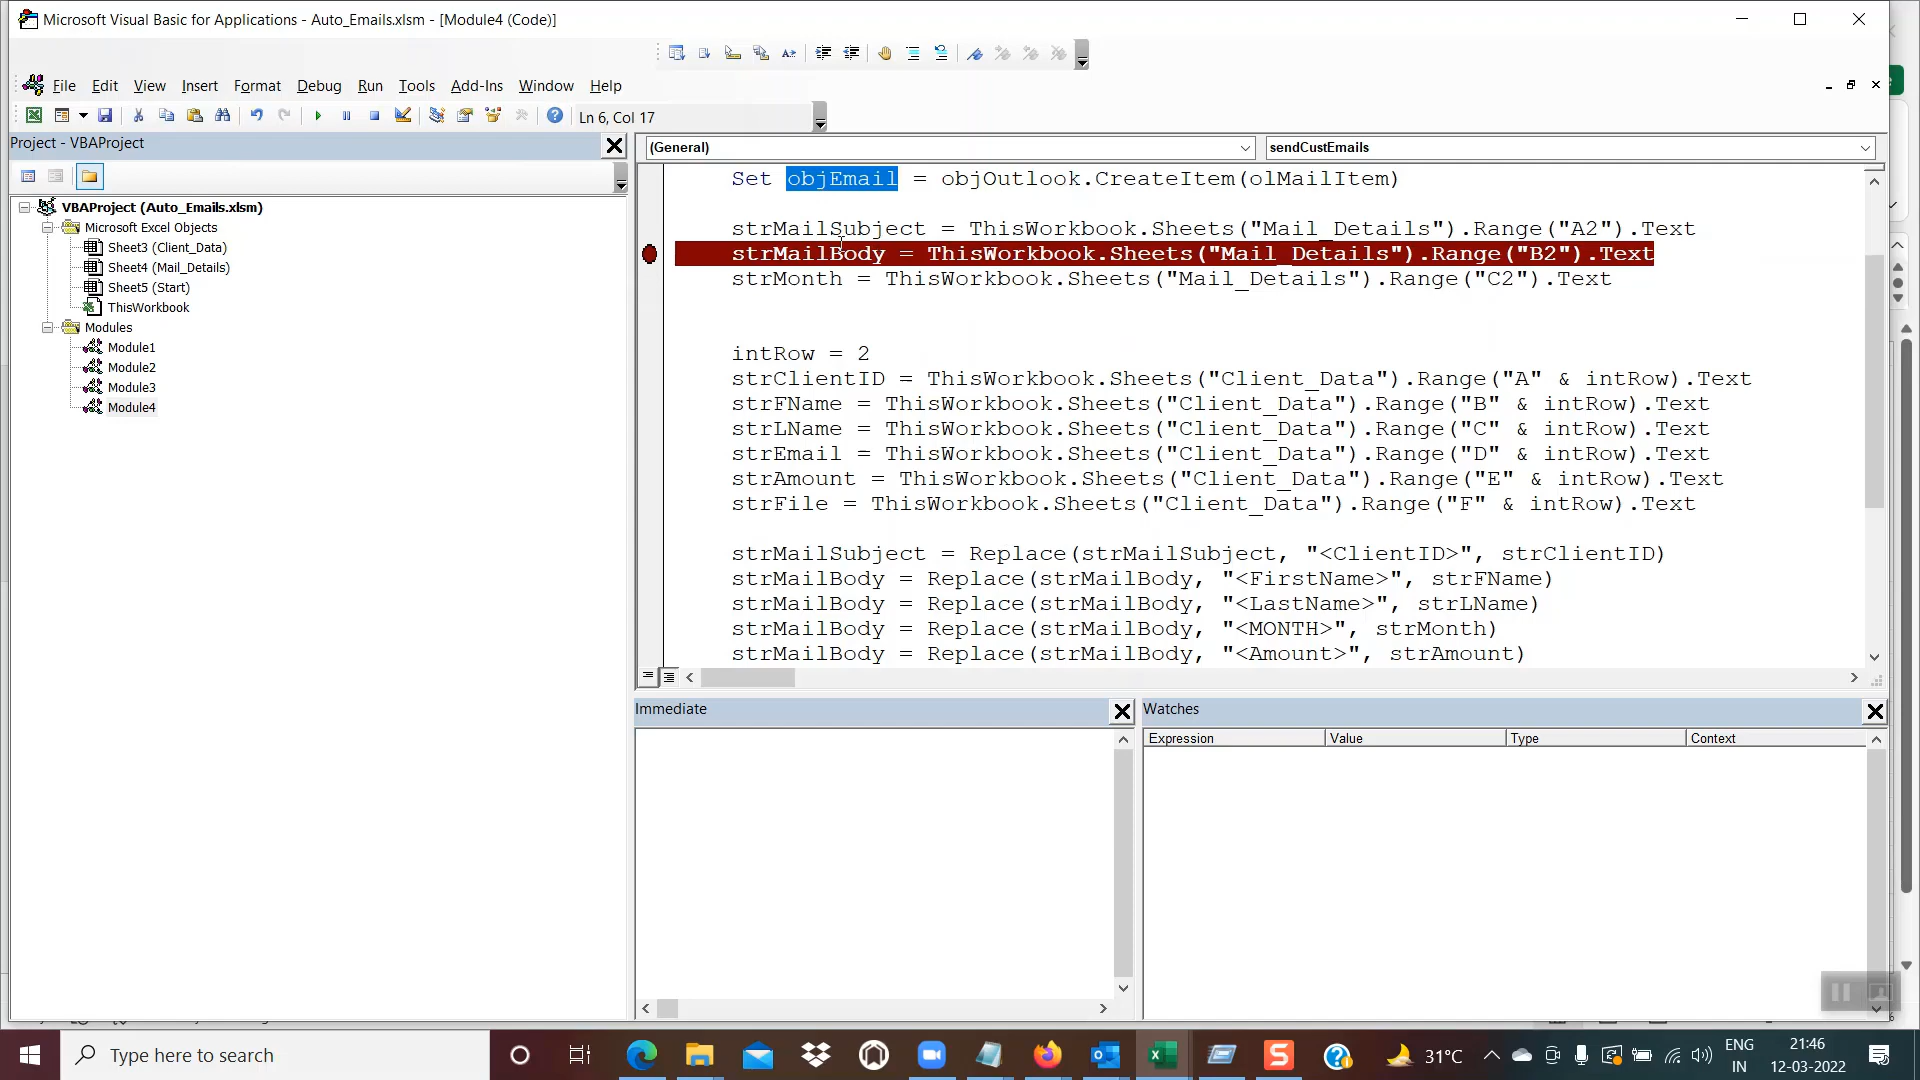 Microsoft Visual Basic for Applications - Auto_Emails.xlsm - [Module4 (Code)]
File Edit View Insert Format Debug Run Tools Add-Ins Window Help
Ln 6, Col 17
Project - VBAProject
(General)
sendCustEmails
VBAProject (Auto_Emails.xlsm)
Microsoft Excel Objects
Sheet3 (Client_Data)
Sheet4 (Mail_Details)
Sheet5 (Start)
ThisWorkbook
Modules
Module1
Module2
Module3
Module4
Set objEmail = objOutlook.CreateItem(olMailItem)
strMailSubject = ThisWorkbook.Sheets("Mail_Details").Range("A2").Text
strMailBody = ThisWorkbook.Sheets("Mail_Details").Range("B2").Text
strMonth = ThisWorkbook.Sheets("Mail_Details").Range("C2").Text
intRow = 2
strClientID = ThisWorkbook.Sheets("Client_Data").Range("A" & intRow).Text
strFName = ThisWorkbook.Sheets("Client_Data").Range("B" & intRow).Text
strLName = ThisWorkbook.Sheets("Client_Data").Range("C" & intRow).Text
strEmail = ThisWorkbook.Sheets("Client_Data").Range("D" & intRow).Text
strAmount = ThisWorkbook.Sheets("Client_Data").Range("E" & intRow).Text
strFile = ThisWorkbook.Sheets("Client_Data").Range("F" & intRow).Text
strMailSubject = Replace(strMailSubject, "<ClientID>", strClientID)
strMailBody = Replace(strMailBody, "<FirstName>", strFName)
strMailBody = Replace(strMailBody, "<LastName>", strLName)
strMailBody = Replace(strMailBody, "<MONTH>", strMonth)
strMailBody = Replace(strMailBody, "<Amount>", strAmount)
Immediate
Watches
Expression Value Type Context
Type here to search
31°C
ENG
IN
21:46
12-03-2022